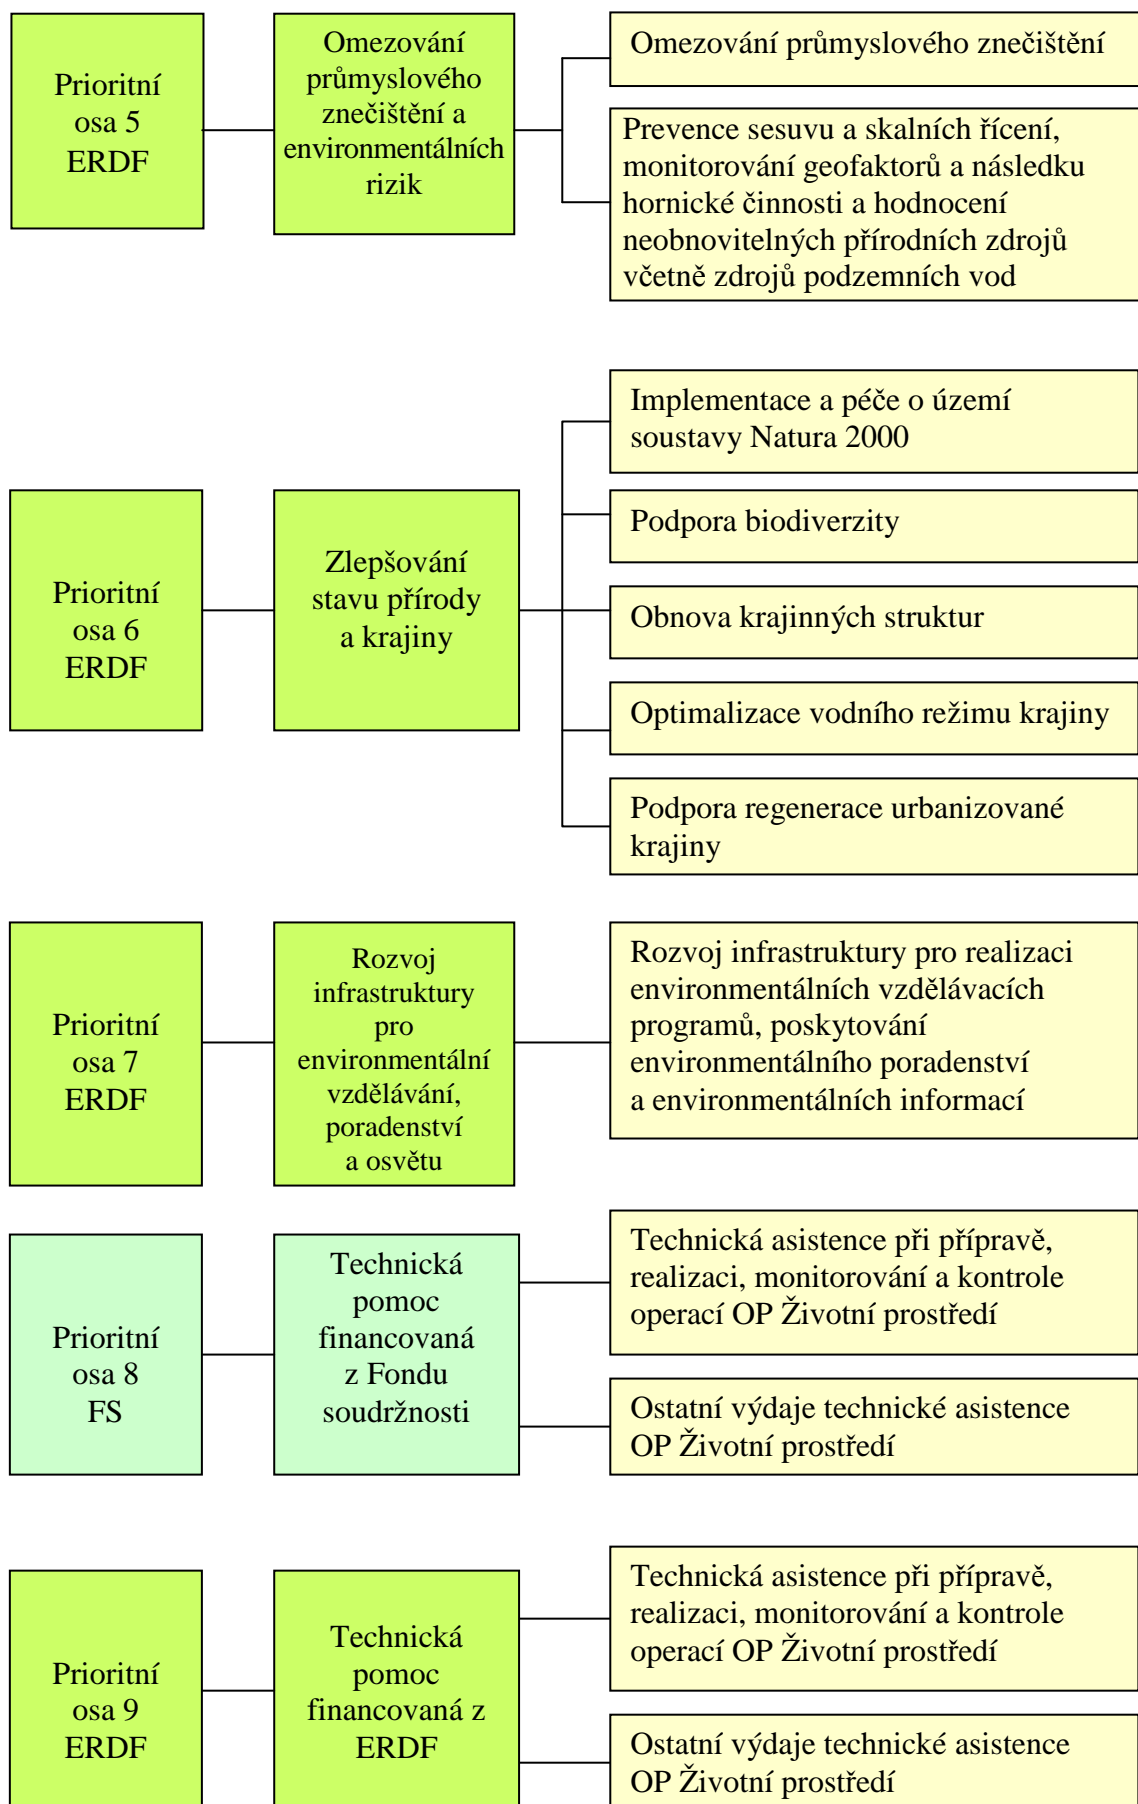 Prioritní
osa 5
ERDF
Omezování
průmyslového
znečištění a
environmentálních
rizik
Omezování průmyslového znečištění
Prevence sesuvu a skalních řícení,
monitorování geofaktorů a následku
hornické činnosti a hodnocení
neobnovitelných přírodních zdrojů
včetně zdrojů podzemních vod
Prioritní
osa 6
ERDF
Zlepšování
stavu přírody
a krajiny
Implementace a péče o území
soustavy Natura 2000
Podpora biodiverzity
Obnova krajinných struktur
Optimalizace vodního režimu krajiny
Podpora regenerace urbanizované
krajiny
Prioritní
osa 7
ERDF
Rozvoj
infrastruktury
pro
environmentální
vzdělávání,
poradenství
a osvětu
Rozvoj infrastruktury pro realizaci
environmentálních vzdělávacích
programů, poskytování
environmentálního poradenství
a environmentálních informací
Prioritní
osa 8
FS
Technická
pomoc
financovaná
z Fondu
soudržnosti
Technická asistence při přípravě,
realizaci, monitorování a kontrole
operací OP Životní prostředí
Ostatní výdaje technické asistence
OP Životní prostředí
Prioritní
osa 9
ERDF
Technická
pomoc
financovaná z
ERDF
Technická asistence při přípravě,
realizaci, monitorování a kontrole
operací OP Životní prostředí
Ostatní výdaje technické asistence
OP Životní prostředí